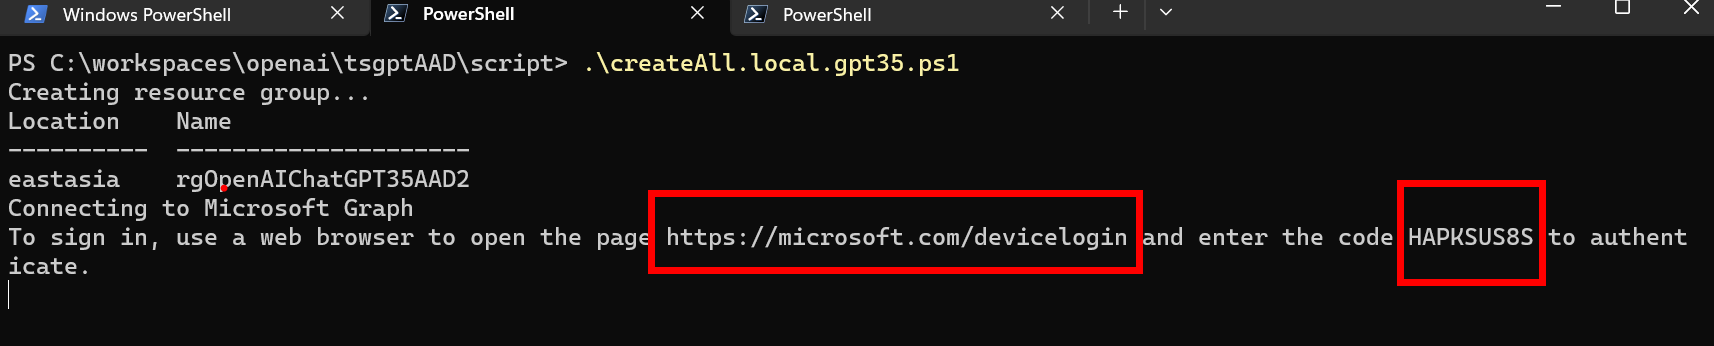 Windows PowerShell PowerShell PowerShell
PS C:\workspaces\openai\tsgptAAD\script> .\createAll.local.gpt35.ps1
Creating resource group...
Location    Name
----------  ---------------------
eastasia    rgOpenAIChatGPT35AAD2
Connecting to Microsoft Graph
To sign in, use a web browser to open the page https://microsoft.com/devicelogin and enter the code HAPKSUS8S to authent
icate.